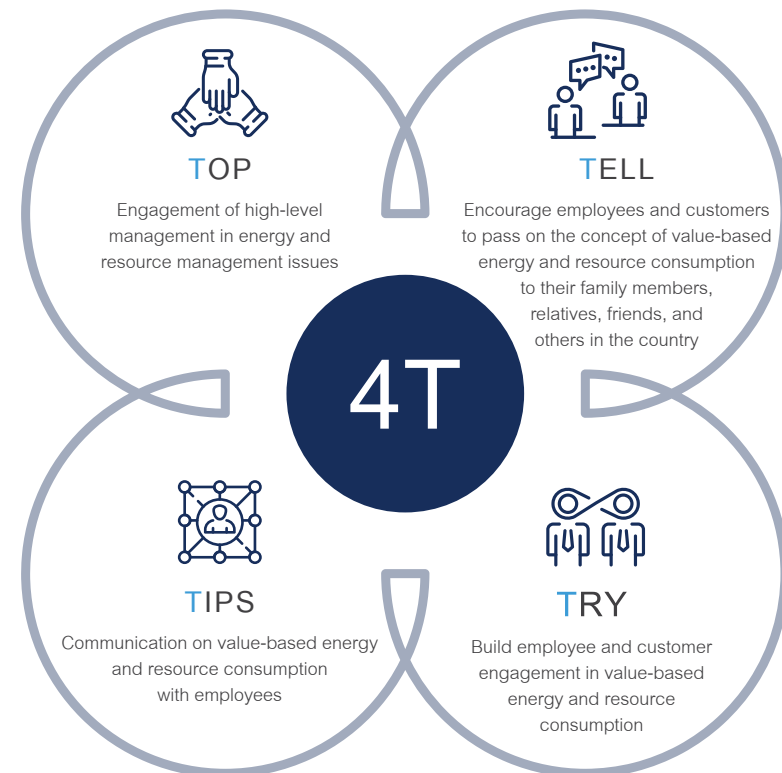 TOP
Engagement of high-level
management in energy and
resource management issues
TELL
Encourage employees and customers
to pass on the concept of value-based
energy and resource consumption
to their family members,
relatives, friends, and
others in the country
4T
TIPS
Communication on value-based energy
and resource consumption
with employees
TRY
Build employee and customer
engagement in value-based
energy and resource
consumption